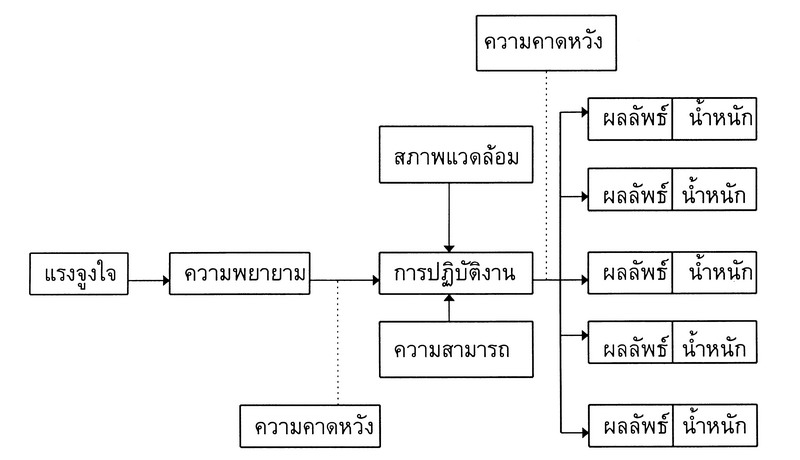 ความคาดหวัง
ผลลัพธ์ น้ำหนัก
สภาพแวดล้อม
ผลลัพธ์ น้ำหนัก
แรงจูงใจ
ความพยายาม
การปฏิบัติงาน
ผลลัพธ์ น้ำหนัก
ความสามารถ
ผลลัพธ์ น้ำหนัก
ความคาดหวัง
ผลลัพธ์ น้ำหนัก